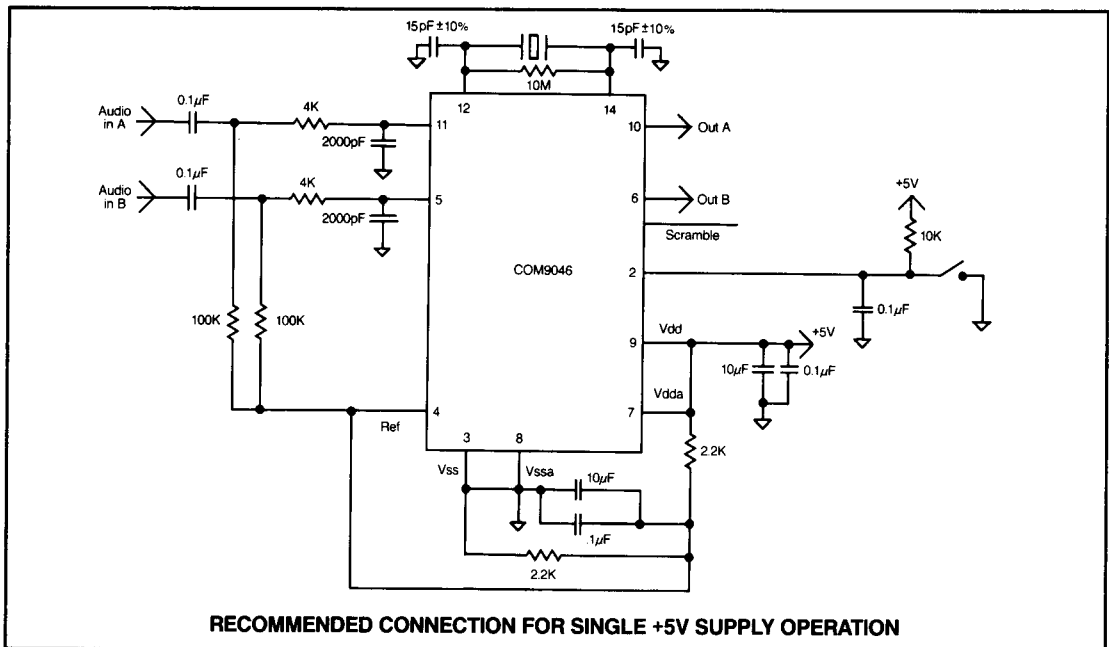 15pF±10%
15pF±10%
10M
12
14
Audio
in A
0.1µF
4K
2000pF
11
10
Out A
Audio
in B
0.1µF
4K
2000pF
5
6
Out B
Scramble
+5V
10K
COM9046
2
0.1µF
100K
100K
Vdd
9
+5V
10µF
0.1µF
Vdda
7
4
Ref
3
8
2.2K
Vss
Vssa
10µF
.1µF
2.2K
RECOMMENDED CONNECTION FOR SINGLE +5V SUPPLY OPERATION